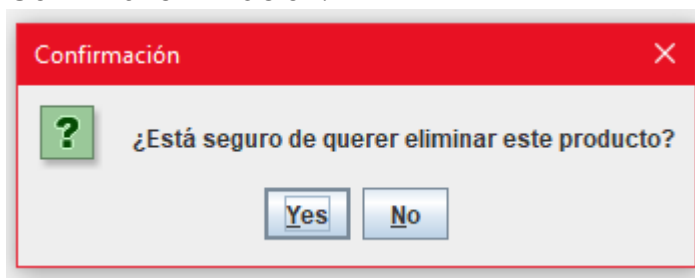 Confirmación
¿Está seguro de querer eliminar este producto?
Yes No